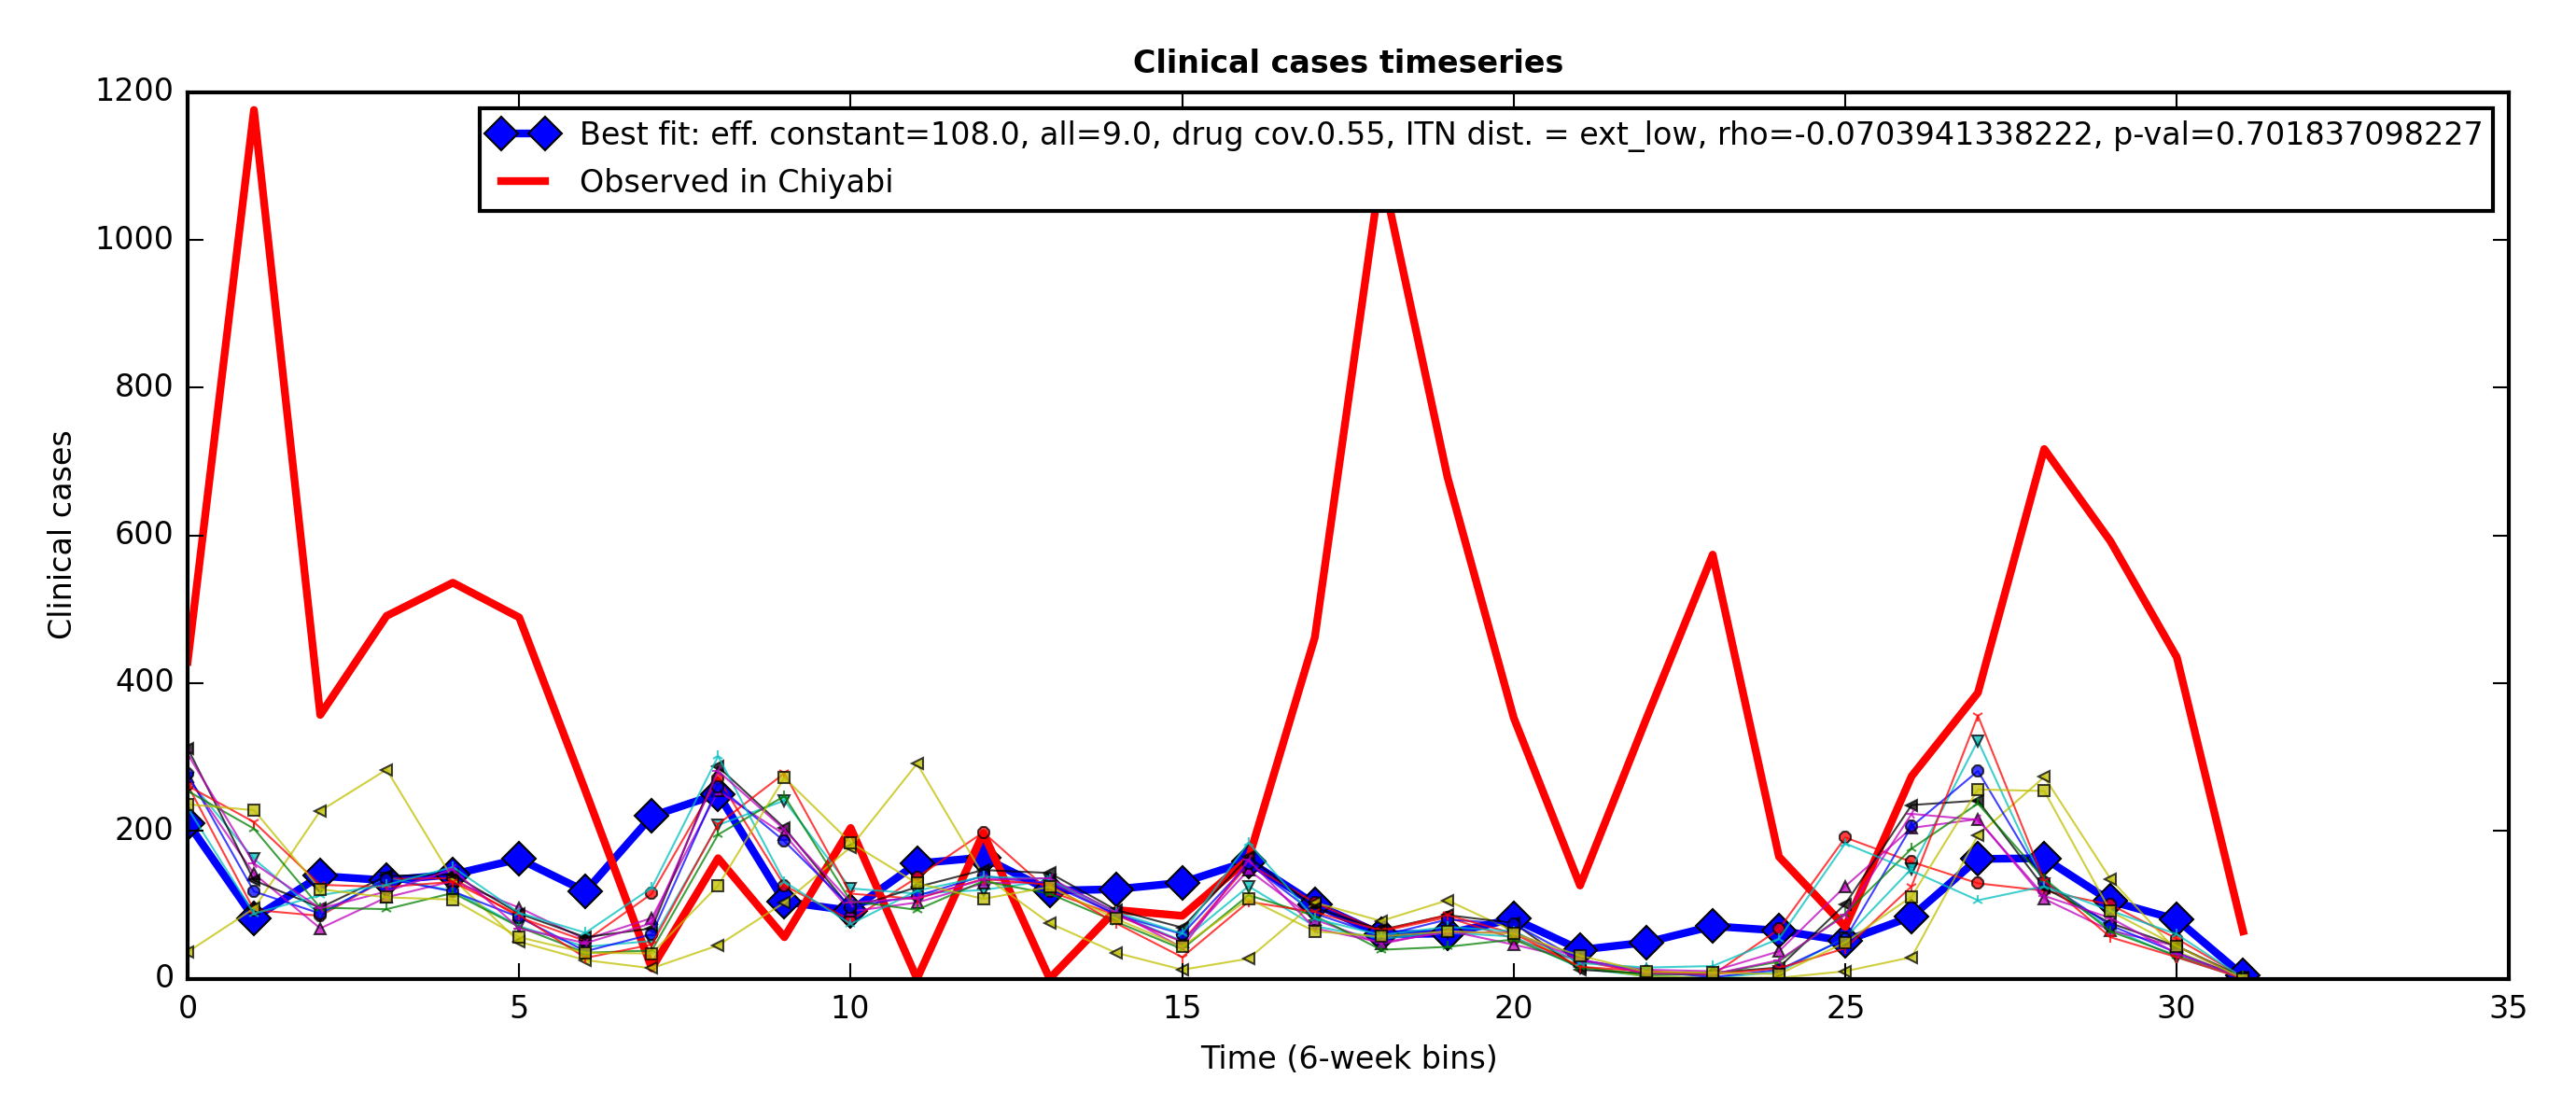 Clinical cases timeseries
1200
1000
800
600
400
200
0
Clinical cases
Best fit: eff. constant=108.0, all=9.0, drug cov.0.55, ITN dist. = ext_low, rho=-0.0703941338222, p-val=0.701837098227
Observed in Chiyabi
0 5 10 15 20 25 30 35
Time (6-week bins)